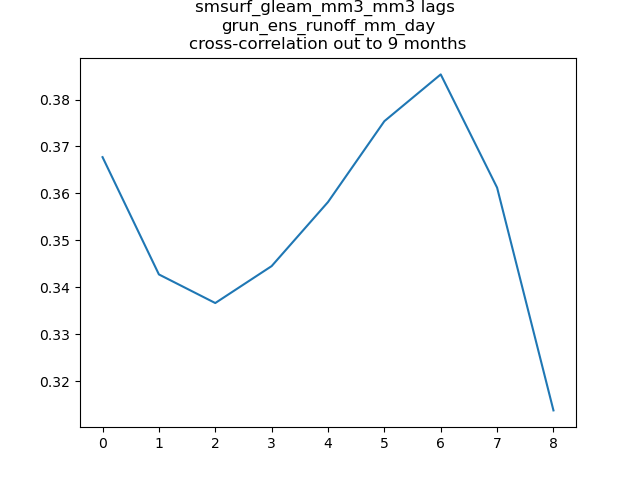 smsurf_gleam_mm3_mm3 lags
grun_ens_runoff_mm_day
cross-correlation out to 9 months
0.38
0.37
0.36
0.35
0.34
0.33
0.32
0 1 2 3 4 5 6 7 8